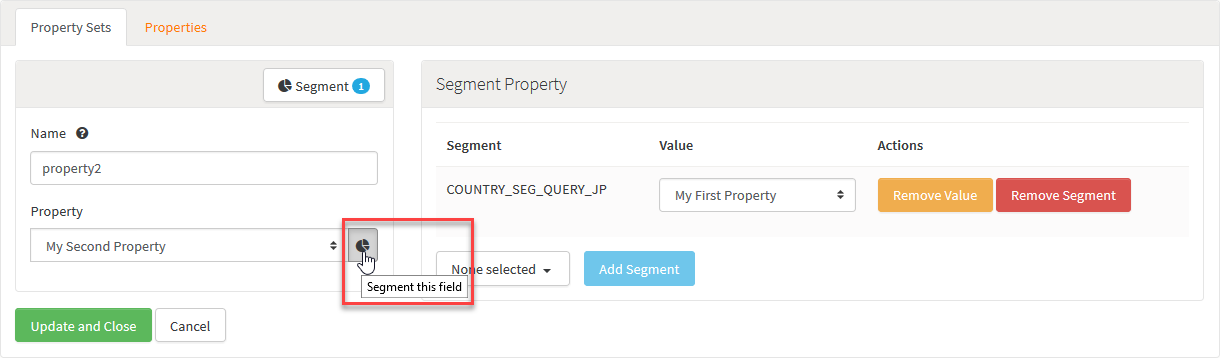 Property Sets Properties
Segment 1
Name ?
property2
Property
My Second Property
Segment this field
Update and Close Cancel
Segment Property
Segment Value Actions
COUNTRY_SEG_QUERY_JP My First Property Remove Value Remove Segment
None selected Add Segment